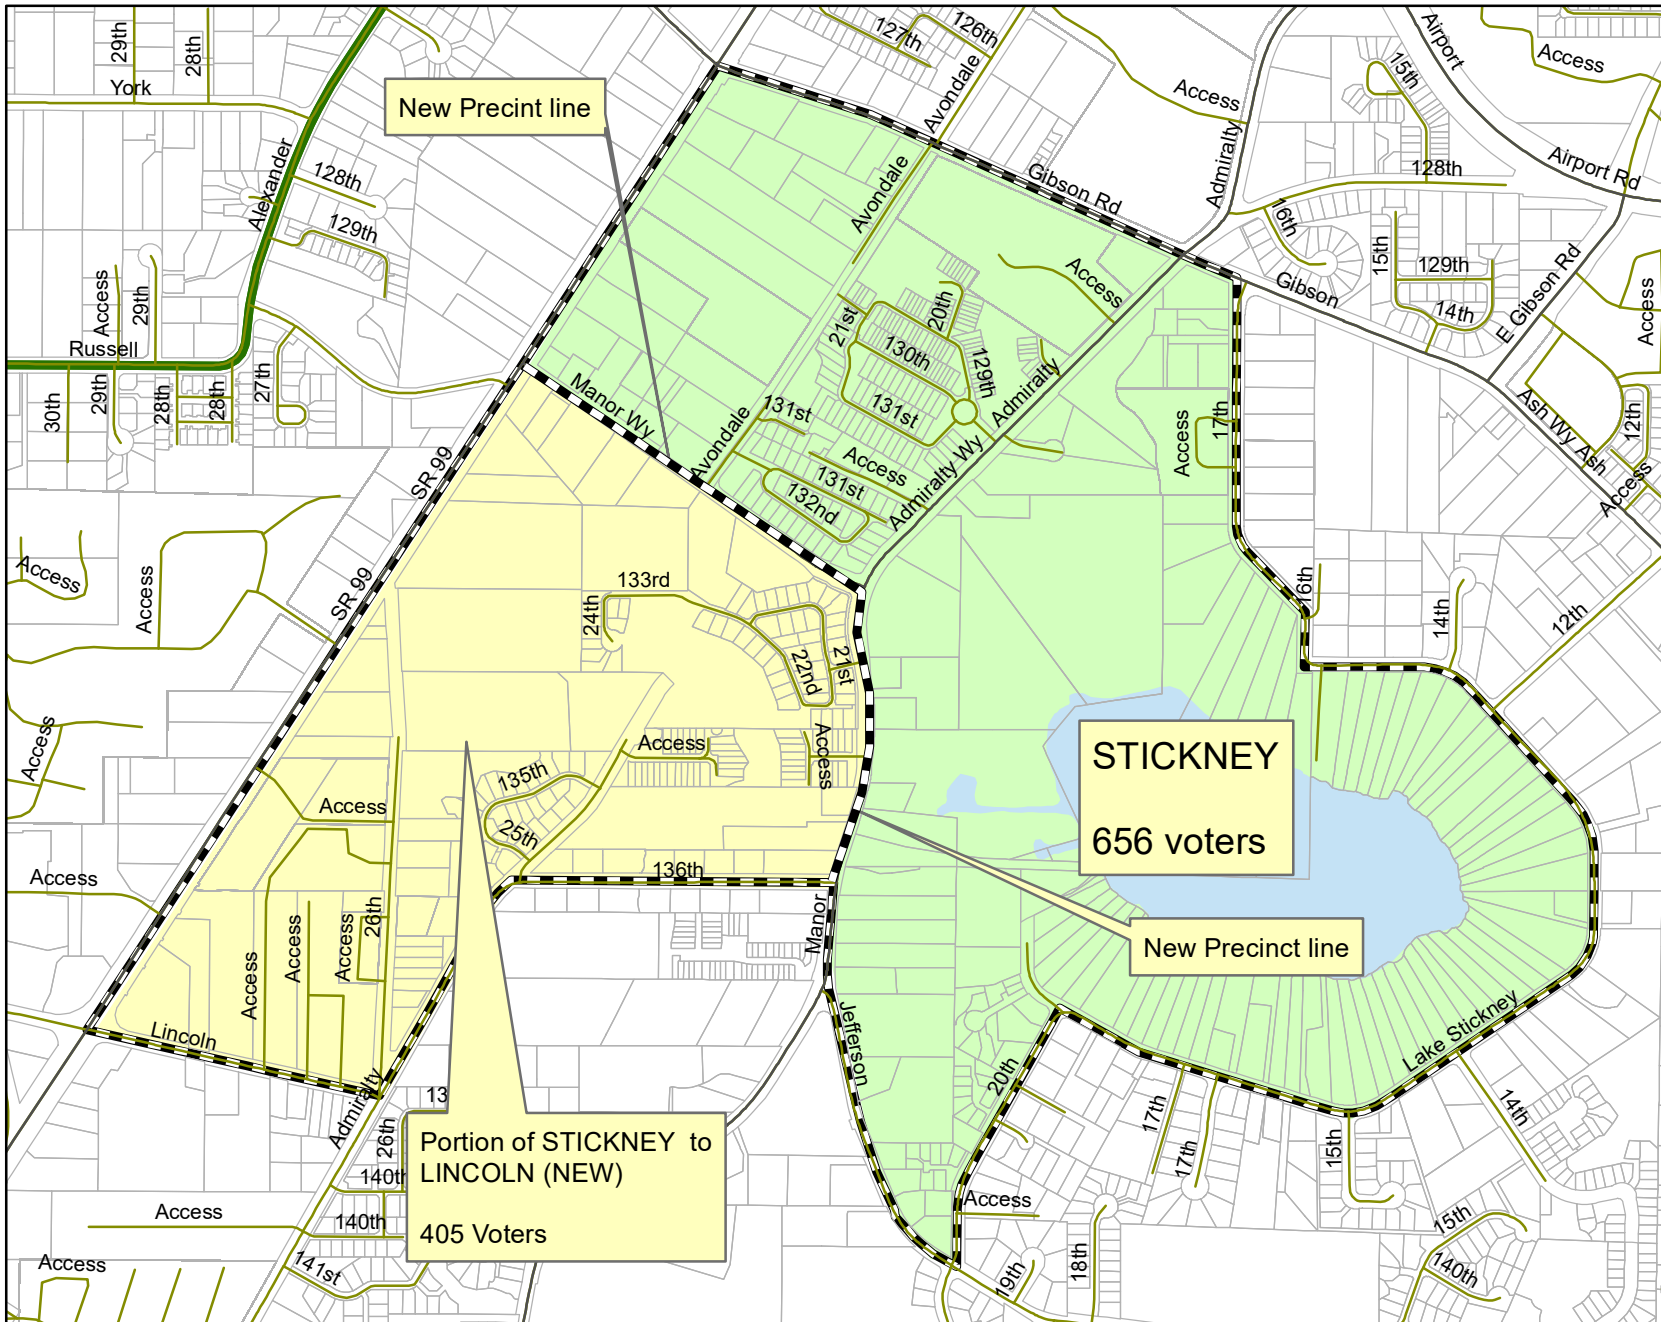 29th
28th
York
127th
126th
Avondale
Access
Airport
Access
15th
New Precint line
Alexander
128th
129th
Avondale
Gibson Rd
Admiralty
128th
Airport Rd
16th
15th
129th
14th
Gibson
E Gibson Rd
Access
Access
29th
Russell
Access
21st
20th
130th
129th
131st
Admiralty
30th
29th
28th
28th
27th
Manor Wy
Avondale
131st
Access
131st
132nd
Admiralty Wy
Access
17th
Ash Wy
Ash
12th
Access
SR 99
SR 99
Access
Access
133rd
24th
22nd
21st
16th
14th
12th
Access
Access
Access
Access
135th
25th
STICKNEY
656 voters
Access
136th
26th
Access
Access
Access
Manor
New Precinct line
Lincoln
Jefferson
20th
Lake Stickney
Admiralty
13
26th
140th
140th
Portion of STICKNEY to
LINCOLN (NEW)
405 Voters
17th
17th
15th
14th
Access
Access
141st
Access
19th
18th
15th
140th